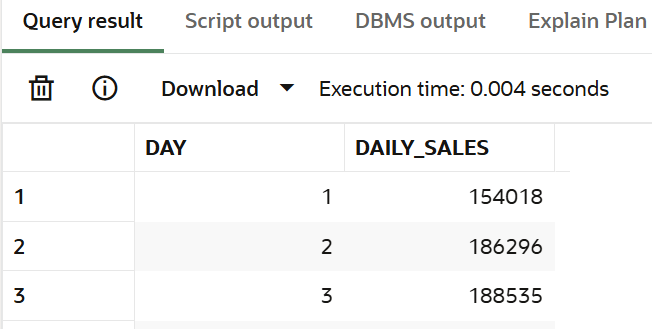 Query result Script output DBMS output Explain Plan
Download Execution time: 0.004 seconds
DAY DAILY_SALES
1 1 154018
2 2 186296
3 3 188535